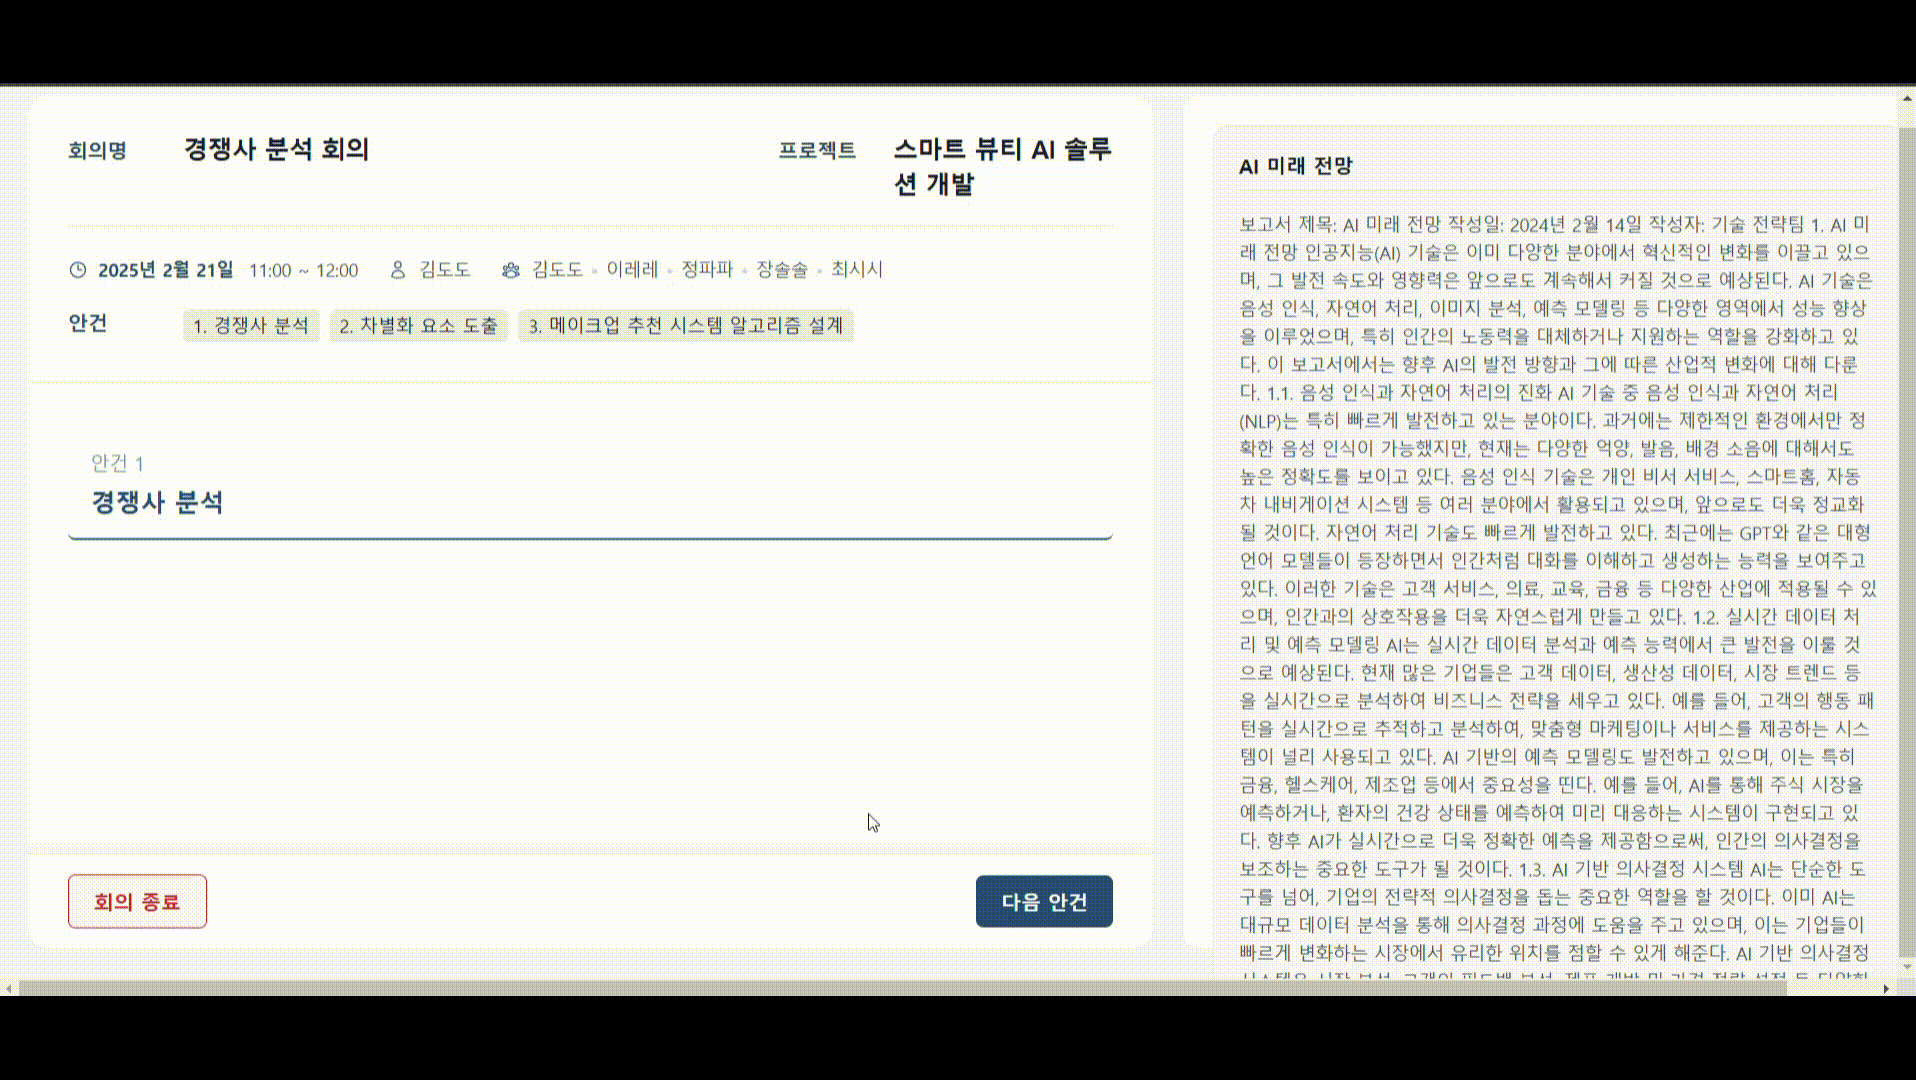 회의명 경쟁사 분석 회의 프로젝트 스마트 뷰티 AI 솔루
션 개발
2025년 2월 21일 11:00 ~ 12:00 김도도 김도도 이레레 정파파 장솔솔 최시시
안건 1. 경쟁사 분석 2. 차별화 요소 도출 3. 메이크업 추천 시스템 알고리즘 설계
안건 1
경쟁사 분석
회의 종료 다음 안건
AI 미래 전망
보고서 제목: AI 미래 전망 작성일: 2024년 2월 14일 작성자: 기술 전략팀 1. AI 미
래 전망 인공지능(AI) 기술은 이미 다양한 분야에서 혁신적인 변화를 이끌고 있으
며, 그 발전 속도와 영향력은 앞으로도 계속해서 커질 것으로 예상된다. AI 기술은
음성 인식, 자연어 처리, 이미지 분석, 예측 모델링 등 다양한 영역에서 성능 향상
을 이루었으며, 특히 인간의 노동력을 대체하거나 지원하는 역할을 강화하고 있
다. 이 보고서에서는 향후 AI의 발전 방향과 그에 따른 산업적 변화에 대해 다룬
다. 1.1. 음성 인식과 자연어 처리의 진화 AI 기술 중 음성 인식과 자연어 처리
(NLP)는 특히 빠르게 발전하고 있는 분야이다. 과거에는 제한적인 환경에서만 정
확한 음성 인식이 가능했지만, 현재는 다양한 억양, 발음, 배경 소음에 대해서도
높은 정확도를 보이고 있다. 음성 인식 기술은 개인 비서 서비스, 스마트홈, 자동
차 내비게이션 시스템 등 여러 분야에서 활용되고 있으며, 앞으로도 더욱 정교화
될 것이다. 자연어 처리 기술도 빠르게 발전하고 있다. 최근에는 GPT와 같은 대형
언어 모델들이 등장하면서 인간처럼 대화를 이해하고 생성하는 능력을 보여주고
있다. 이러한 기술은 고객 서비스, 의료, 교육, 금융 등 다양한 산업에 적용될 수 있
으며, 인간과의 상호작용을 더욱 자연스럽게 만들고 있다. 1.2. 실시간 데이터 처
리 및 예측 모델링 AI는 실시간 데이터 분석과 예측 능력에서 큰 발전을 이룰 것
으로 예상된다. 현재 많은 기업들은 고객 데이터, 생산성 데이터, 시장 트렌드 등
을 실시간으로 분석하여 비즈니스 전략을 세우고 있다. 예를 들어, 고객의 행동 패
턴을 실시간으로 추적하고 분석하여, 맞춤형 마케팅이나 서비스를 제공하는 시스
템이 널리 사용되고 있다. AI 기반의 예측 모델링도 발전하고 있으며, 이는 특히
금융, 헬스케어, 제조업 등에서 중요성을 띤다. 예를 들어, AI를 통해 주식 시장을
예측하거나, 환자의 건강 상태를 예측하여 미리 대응하는 시스템이 구현되고 있
다. 향후 AI가 실시간으로 더욱 정확한 예측을 제공함으로써, 인간의 의사결정을
보조하는 중요한 도구가 될 것이다. 1.3. AI 기반 의사결정 시스템 AI는 단순한 도
구를 넘어, 기업의 전략적 의사결정을 돕는 중요한 역할을 할 것이다. 이미 AI는
대규모 데이터 분석을 통해 의사결정 과정에 도움을 주고 있으며, 이는 기업들이
빠르게 변화하는 시장에서 유리한 위치를 점할 수 있게 해준다. AI 기반 의사결정